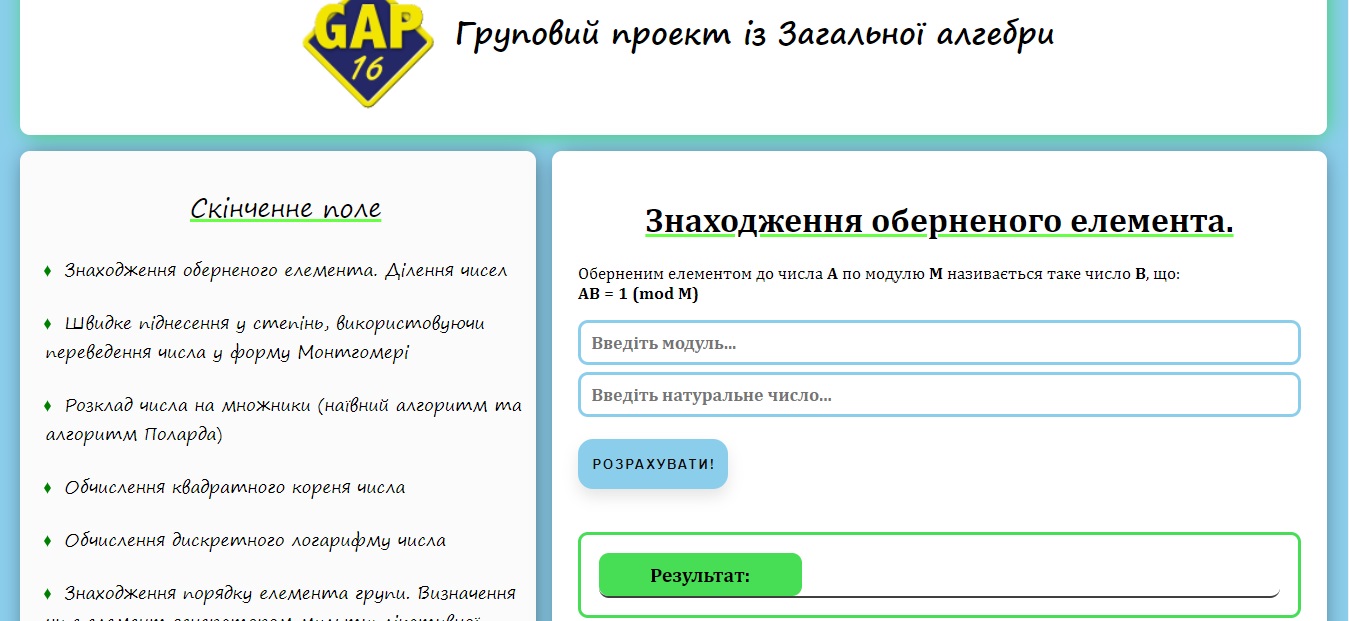 GAP
16
Груповий проект із Загальної алгебри
Скінченне поле
Знаходження оберненого елемента. Ділення чисел
Швидке піднесення у степінь, використовуючи
переведення числа у форму Монтгомері
Розклад числа на множники (наївний алгоритм та
алгоритм Поларда)
Обчислення квадратного кореня числа
Обчислення дискретного логарифму числа
Знаходження порядку елемента групи. Визначення
Знаходження оберненого елемента.
Оберненим елементом до числа A по модулю M називається таке число B, що:
AB = 1 (mod M)
Введіть модуль...
Введіть натуральне число...
РОЗРАХУВАТИ!
Результат: